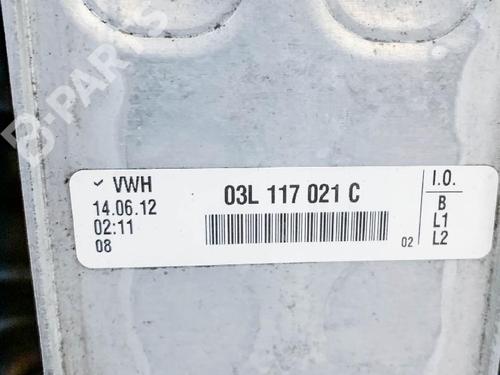 B-PARTS
✓ VWH
14.06.12
02:11
08
03L 117 021 C
02
I.O.
B
L1
L2